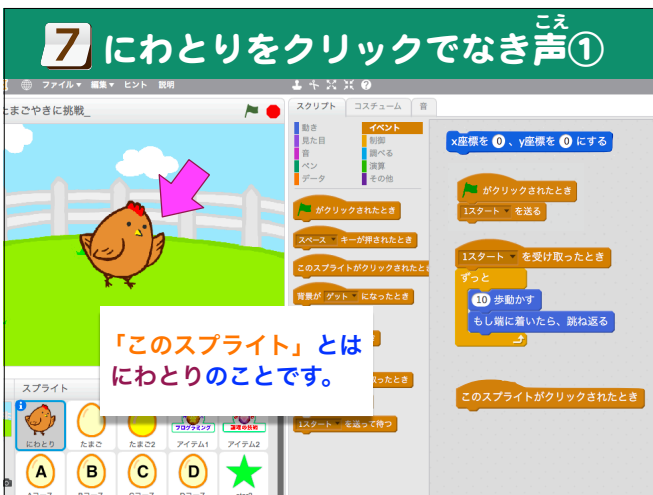 こえ
7 にわとりをクリックでなき声①
ファイル▼ 編集▼ ヒント 説明
たまごやきに挑戦_
スクリプト コスチューム 音
動き イベント
見た目 制御
音 調べる
ペン 演算
データ その他
がクリックされたとき
スペース キーが押されたとき
このスプライトがクリックされたとき
背景が ゲット になったとき
取ったとき
1スタート を送って待つ
x座標を 0 、y座標を 0 にする
がクリックされたとき
1スタート を送る
1スタート を受け取ったとき
ずっと
10 歩動かす
もし端に着いたら、跳ね返る
このスプライトがクリックされたとき
「このスプライト」とは
にわとりのことです。
スプライト
プログラミング
にわとり たまご たまご2 アイテム1 アイテム2
A B C D